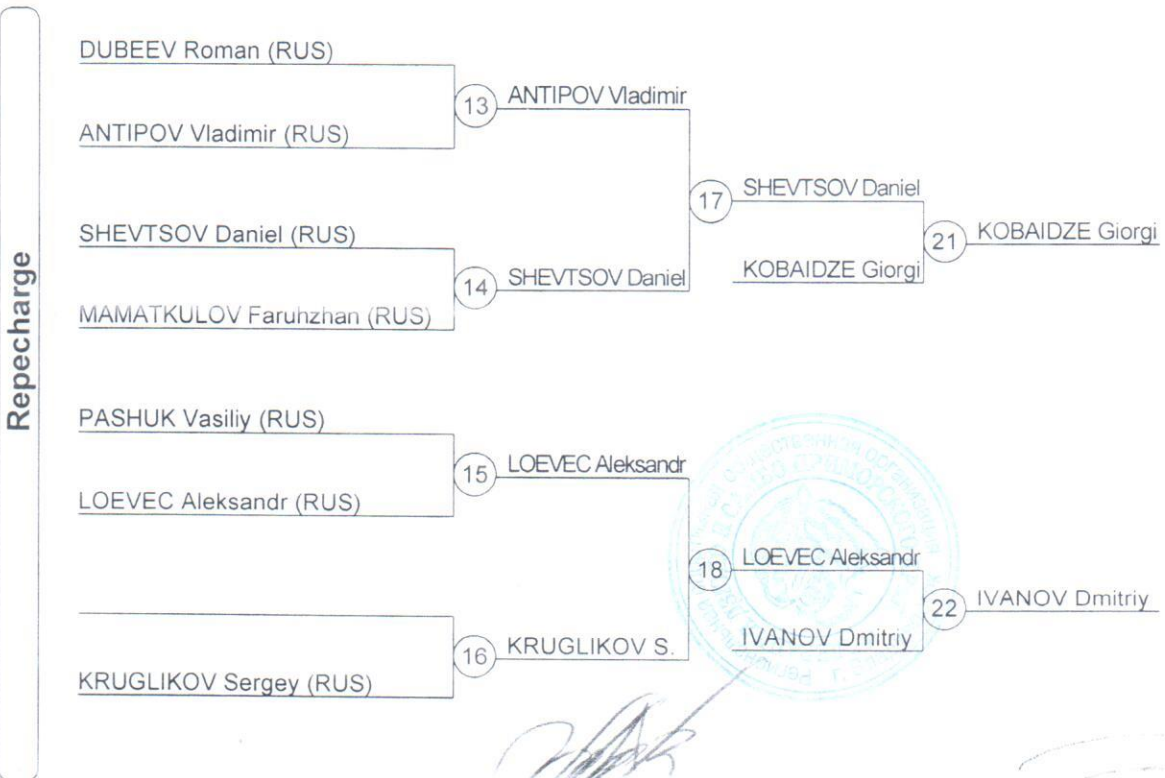 Repecharge
DUBEEV Roman (RUS)
13
ANTIPOV Vladimir
ANTIPOV Vladimir (RUS)
17
SHEVTSOV Daniel
SHEVTSOV Daniel (RUS)
21
KOBAIDZE Giorgi
14
SHEVTSOV Daniel
KOBAIDZE Giorgi
MAMATKULOV Faruhzhan (RUS)
PASHUK Vasiliy (RUS)
15
LOEVEC Aleksandr
LOEVEC Aleksandr (RUS)
18
LOEVEC Aleksandr
22
IVANOV Dmitriy
16
KRUGLIKOV S.
IVANOV Dmitriy
KRUGLIKOV Sergey (RUS)